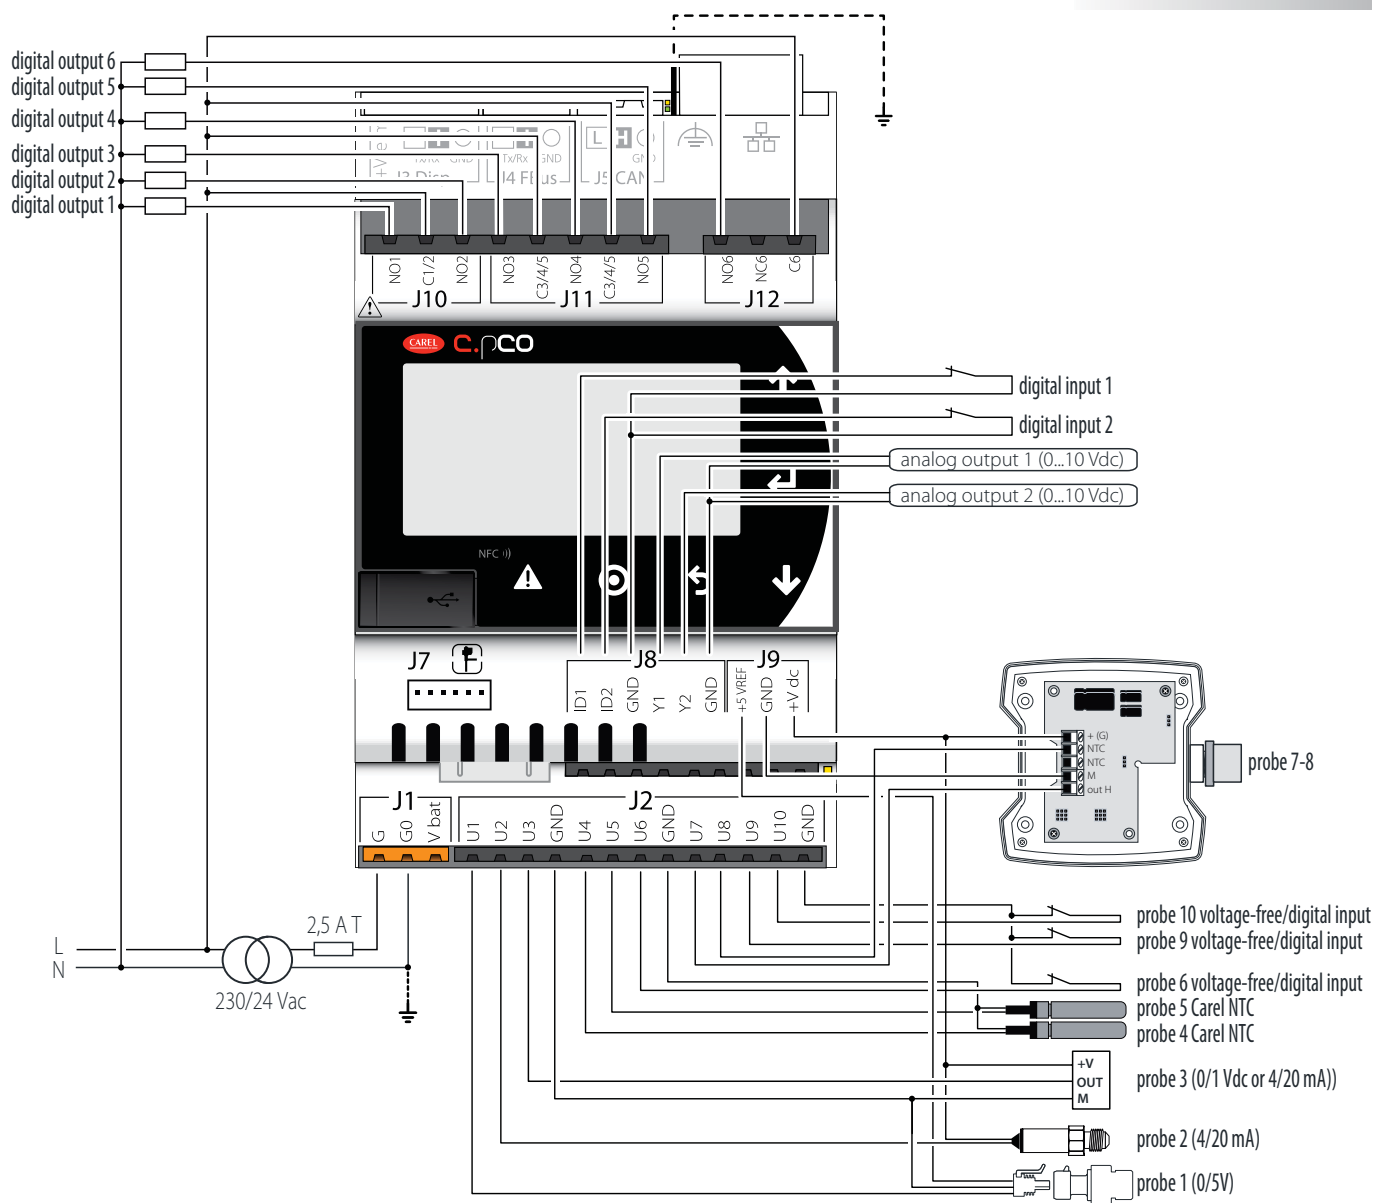 digital output 6
digital output 5
digital output 4
digital output 3
digital output 2
digital output 1
Tx/Rx GND
Tx/Rx GND
L H
GND
J3 Disp
J4 FBus
J5 CAN
NO1
C1/2
NO2
NO3
C3/4/5
NO4
C3/4/5
NO5
NO6
NC6
C6
J10
J11
J12
CAREL
c.pCO
digital input 1
digital input 2
analog output 1 (0...10 Vdc)
analog output 2 (0...10 Vdc)
NFC
J7
J8
J9
ID1
ID2
GND
Y1
Y2
GND
+5 VREF
GND
+V dc
+ (G)
NTC
NTC
M
out H
probe 7-8
J1
J2
G
G0
V bat
U1
U2
U3
GND
U4
U5
U6
GND
U7
U8
U9
U10
GND
2,5 A T
L
N
230/24 Vac
probe 10 voltage-free/digital input
probe 9 voltage-free/digital input
probe 6 voltage-free/digital input
probe 5 Carel NTC
probe 4 Carel NTC
+V
OUT
M
probe 3 (0/1 Vdc or 4/20 mA))
probe 2 (4/20 mA)
probe 1 (0/5V)